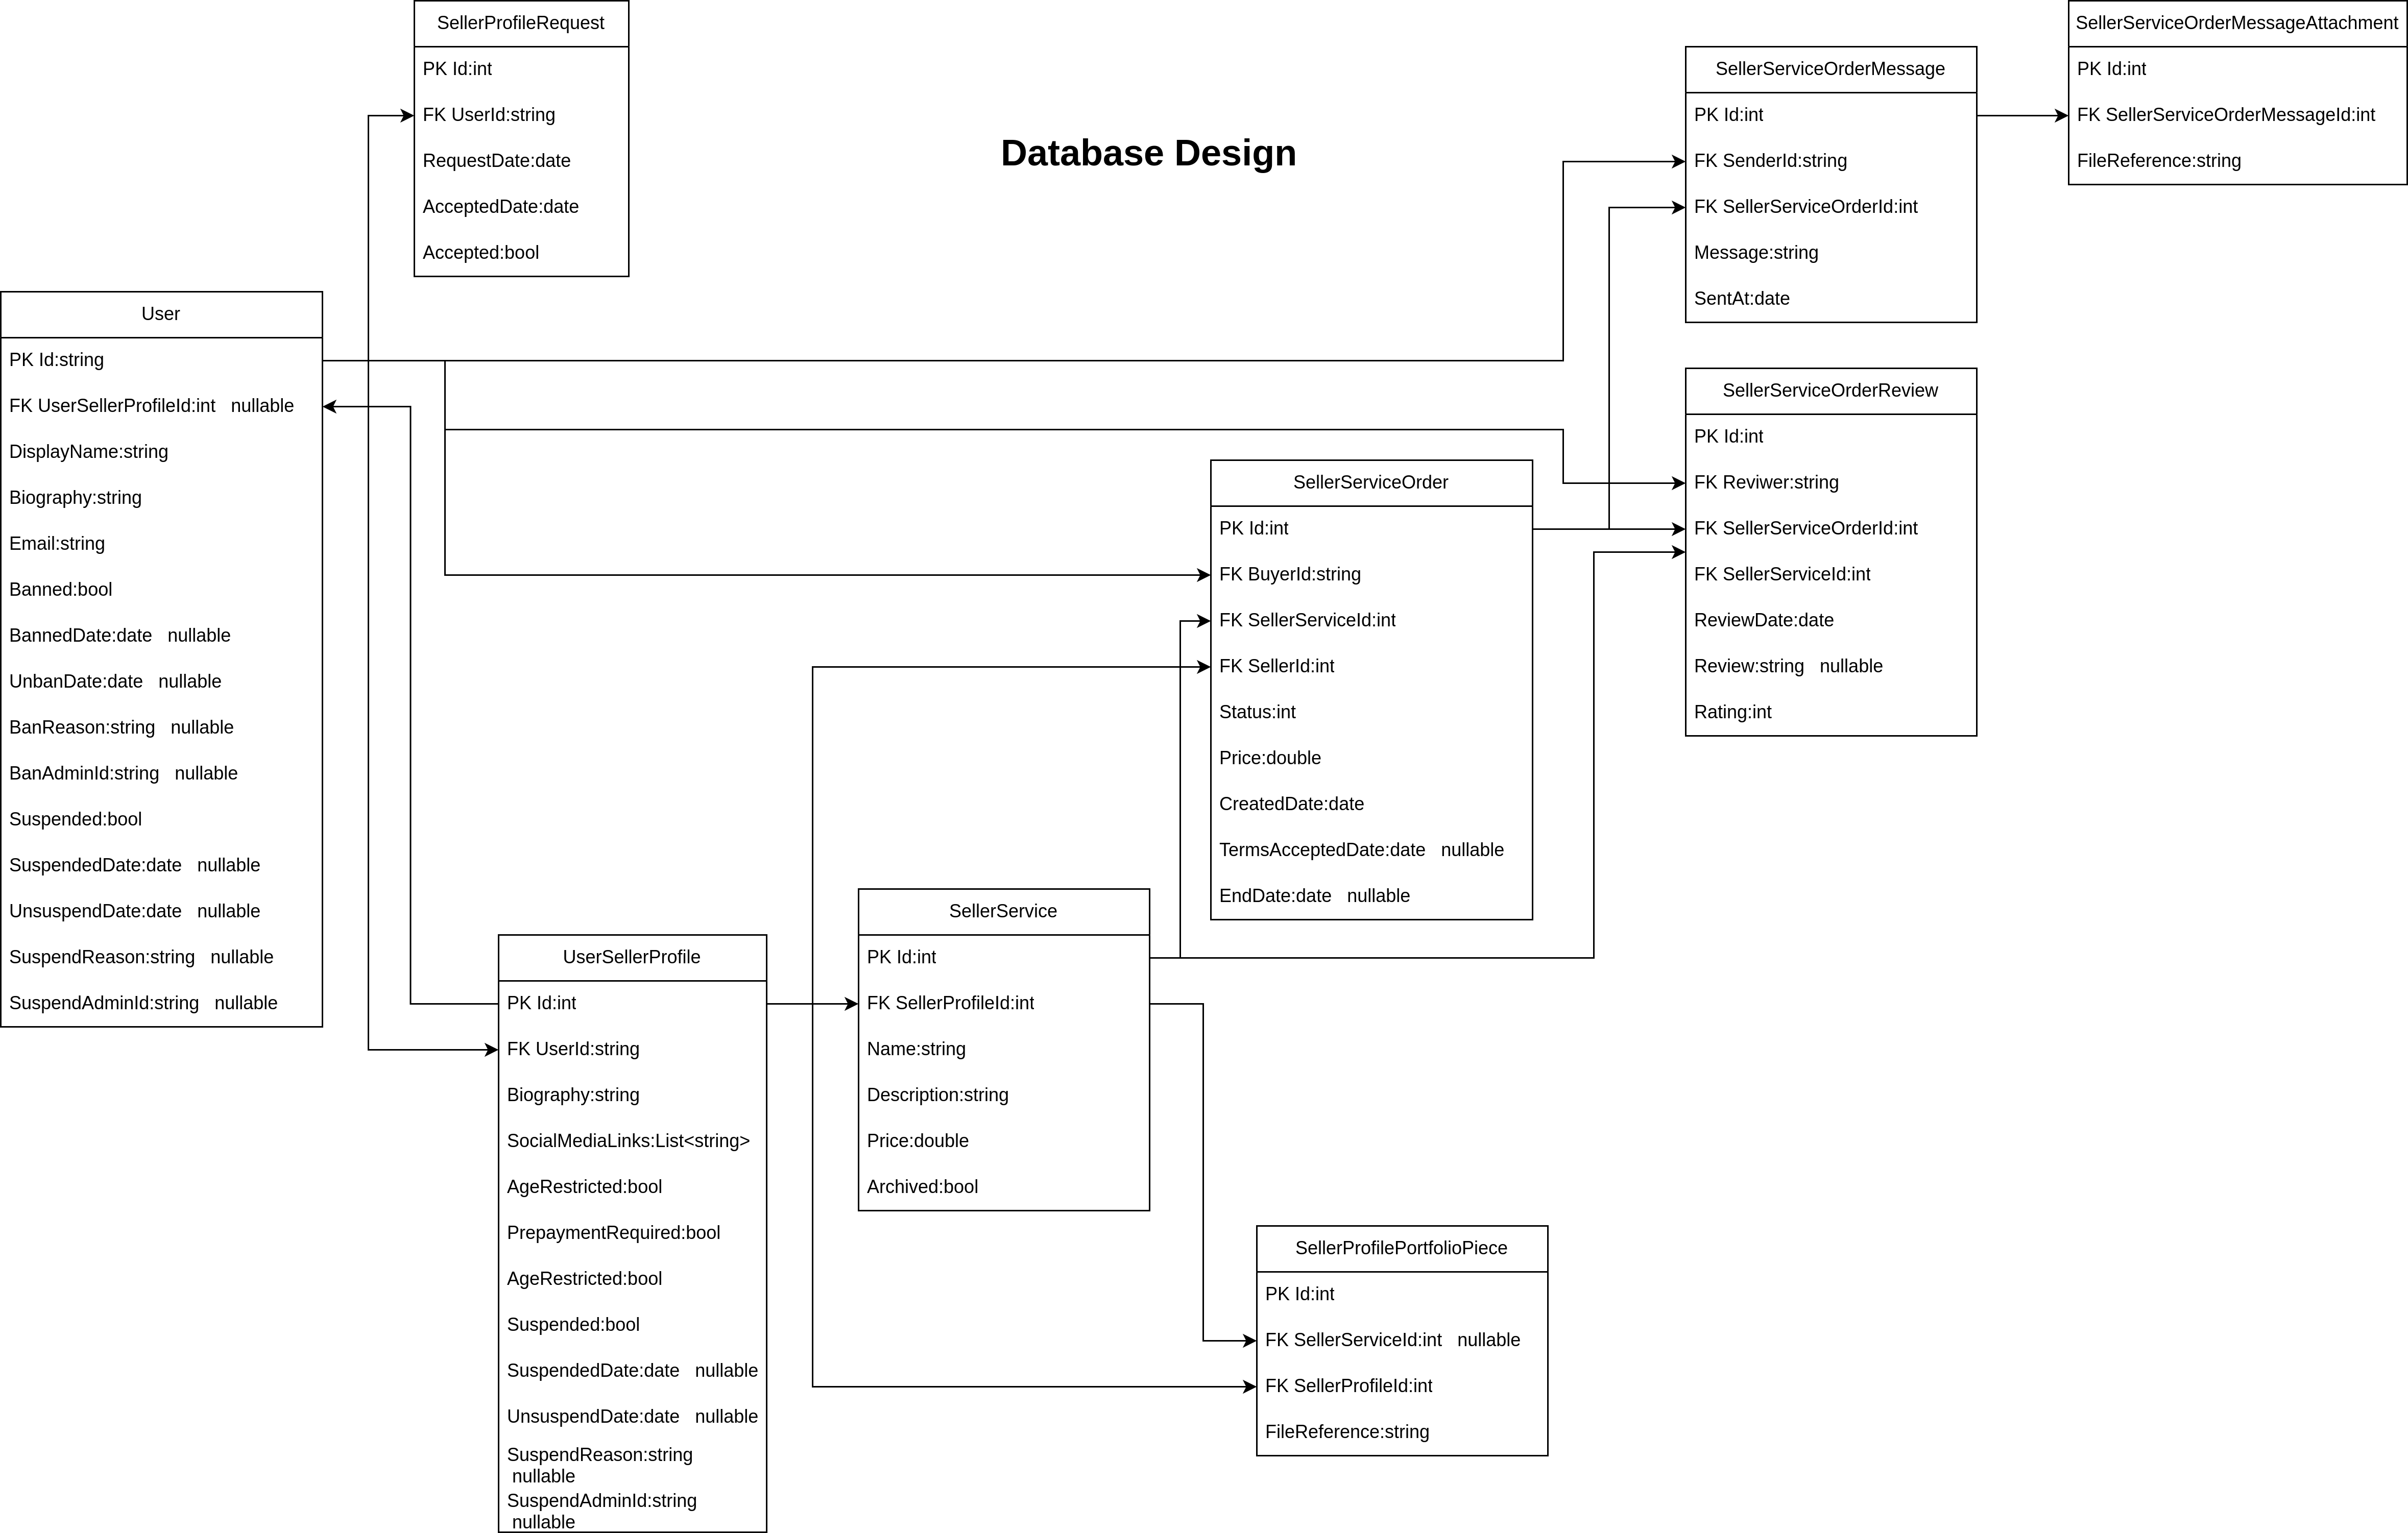 SellerProfileRequest
PK Id:int
FK UserId:string
RequestDate:date
AcceptedDate:date
Accepted:bool
Database Design
SellerServiceOrderMessage
PK Id:int
FK SenderId:string
FK SellerServiceOrderId:int
Message:string
SentAt:date
SellerServiceOrderMessageAttachment
PK Id:int
FK SellerServiceOrderMessageId:int
FileReference:string
User
PK Id:string
FK UserSellerProfileId:int   nullable
DisplayName:string
Biography:string
Email:string
Banned:bool
BannedDate:date   nullable
UnbanDate:date   nullable
BanReason:string   nullable
BanAdminId:string   nullable
Suspended:bool
SuspendedDate:date   nullable
UnsuspendDate:date   nullable
SuspendReason:string   nullable
SuspendAdminId:string   nullable
SellerServiceOrderReview
PK Id:int
FK Reviwer:string
FK SellerServiceOrderId:int
FK SellerServiceId:int
ReviewDate:date
Review:string   nullable
Rating:int
SellerServiceOrder
PK Id:int
FK BuyerId:string
FK SellerServiceId:int
FK SellerId:int
Status:int
Price:double
CreatedDate:date
TermsAcceptedDate:date   nullable
EndDate:date   nullable
UserSellerProfile
PK Id:int
FK UserId:string
Biography:string
SocialMediaLinks:List<string>
AgeRestricted:bool
PrepaymentRequired:bool
AgeRestricted:bool
Suspended:bool
SuspendedDate:date   nullable
UnsuspendDate:date   nullable
SuspendReason:string
nullable
SuspendAdminId:string
nullable
SellerService
PK Id:int
FK SellerProfileId:int
Name:string
Description:string
Price:double
Archived:bool
SellerProfilePortfolioPiece
PK Id:int
FK SellerServiceId:int   nullable
FK SellerProfileId:int
FileReference:string